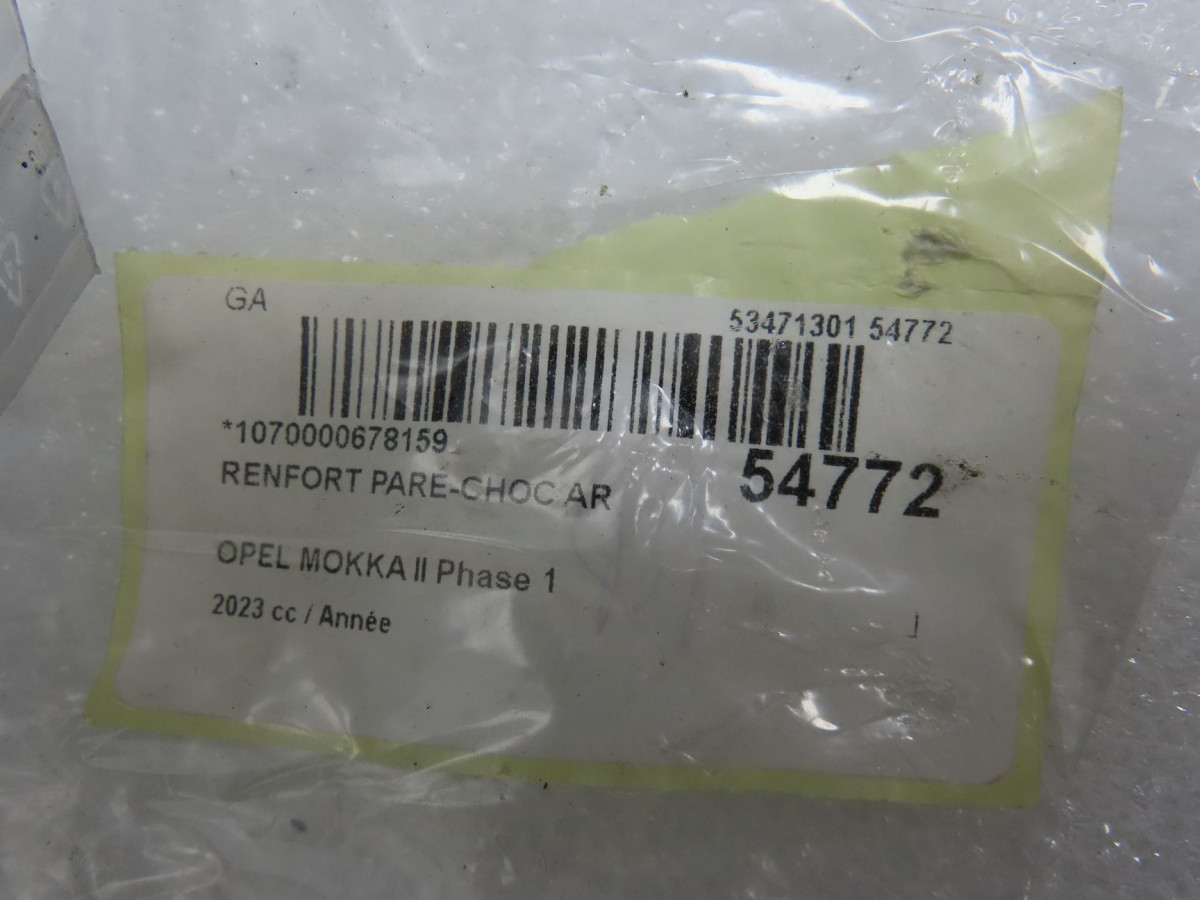 GA
53471301 54772
*1070000678159
RENFORT PARE-CHOC AR
54772
OPEL MOKKA II Phase 1
2023 cc / Année